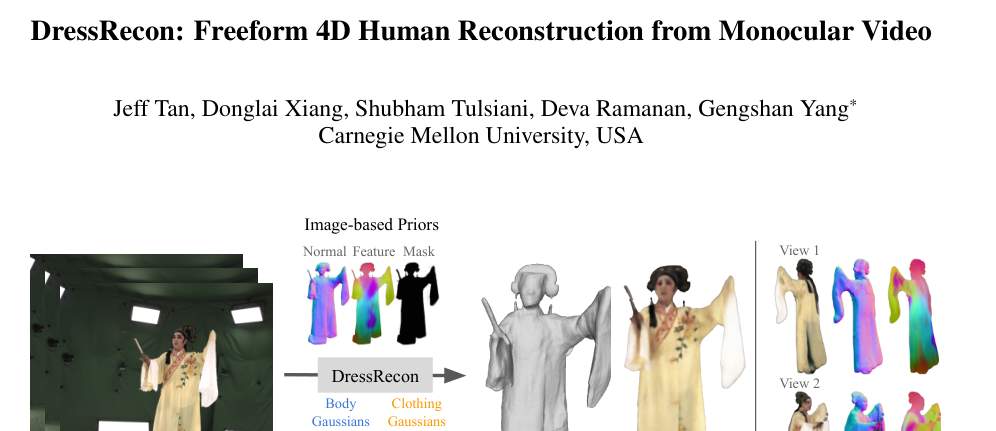 DressRecon: Freeform 4D Human Reconstruction from Monocular Video
Jeff Tan, Donglai Xiang, Shubham Tulsiani, Deva Ramanan, Gengshan Yang*
Carnegie Mellon University, USA
Image-based Priors
Normal Feature Mask
DressRecon
Body Gaussians
Clothing Gaussians
View 1
View 2